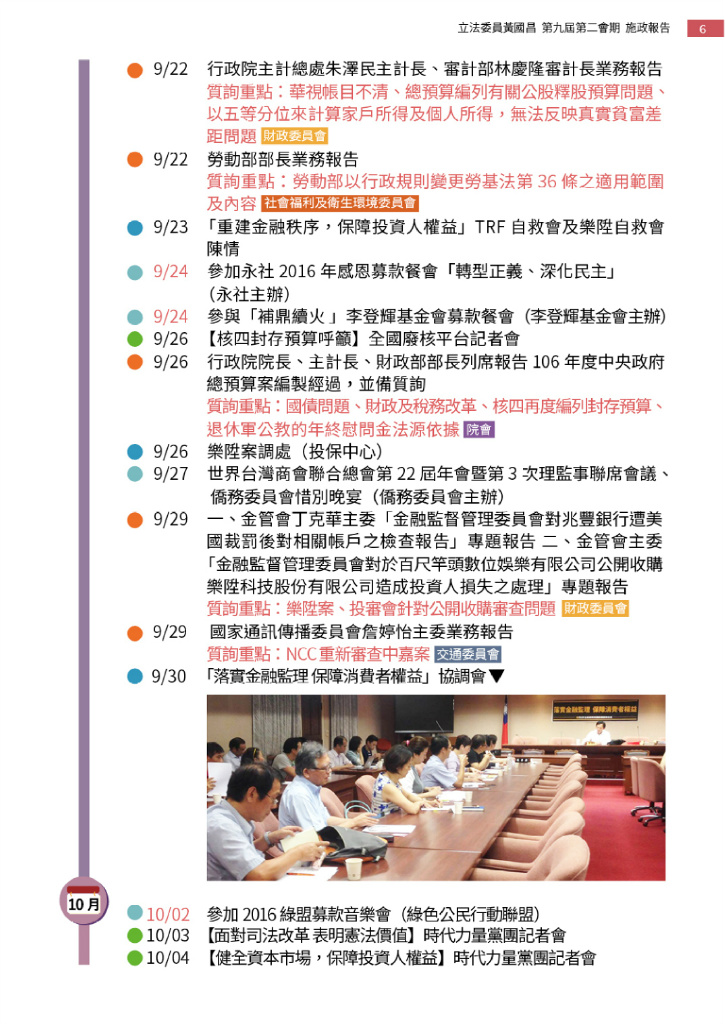 立法委員黃國昌 第九屆第二會期 施政報告 6
9/22 行政院主計總處朱澤民主計長、審計部林慶隆審計長業務報告
質詢重點：華視帳目不清、總預算編列有關公股釋股預算問題、
以五等分位來計算家戶所得及個人所得，無法反映真實貧富差
距問題 財政委員會
9/22 勞動部部長業務報告
質詢重點：勞動部以行政規則變更勞基法第 36 條之適用範圍
及內容 社會福利及衛生環境委員會
9/23 「重建金融秩序，保障投資人權益」TRF 自救會及樂陞自救會
陳情
9/24 參加永社 2016 年感恩募款餐會「轉型正義、深化民主」
（永社主辦）
9/24 參與「補鼎續火 」李登輝基金會募款餐會（李登輝基金會主辦）
9/26 【核四封存預算呼籲】全國廢核平台記者會
9/26 行政院院長、主計長、財政部部長列席報告 106 年度中央政府
總預算案編製經過，並備質詢
質詢重點：國債問題、財政及稅務改革、核四再度編列封存預算、
退休軍公教的年終慰問金法源依據 院會
9/26 樂陞案調處（投保中心）
9/27 世界台灣商會聯合總會第 22 屆年會暨第 3 次理監事聯席會議、
僑務委員會惜別晚宴（僑務委員會主辦）
9/29 一、金管會丁克華主委「金融監督管理委員會對兆豐銀行遭美
國裁罰後對相關帳戶之檢查報告」專題報告 二、金管會主委
「金融監督管理委員會對於百尺竿頭數位娛樂有限公司公開收購
樂陞科技股份有限公司造成投資人損失之處理」專題報告
質詢重點：樂陞案、投審會針對公開收購審查問題 財政委員會
9/29 國家通訊傳播委員會詹婷怡主委業務報告
質詢重點：NCC 重新審查中嘉案 交通委員會
9/30 「落實金融監理 保障消費者權益」協調會▼
落實金融監理 保障消費者權益
10 月
10/02 參加 2016 綠盟募款音樂會（綠色公民行動聯盟）
10/03 【面對司法改革 表明憲法價值】時代力量黨團記者會
10/04 【健全資本市場，保障投資人權益】時代力量黨團記者會